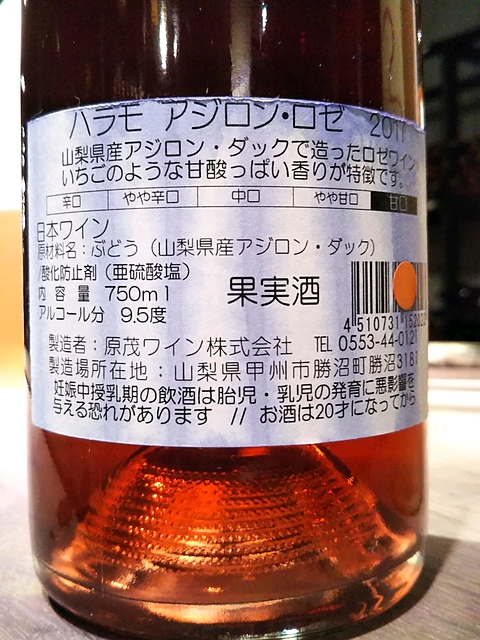 ハラモ アジロン・ロゼ 2017
山梨県産アジロン・ダックで造ったロゼワイン
いちごのような甘酸っぱい香りが特徴です。
辛口 やや辛口 中口 やや甘口 甘口
日本ワイン
原材料名：ぶどう（山梨県産アジロン・ダック）
/酸化防止剤（亜硫酸塩）
内 容 量 750ml
アルコール分 9.5度
果実酒
4 510731
製造者：原茂ワイン株式会社 TEL 0553-44-0121
製造場所在地：山梨県甲州市勝沼町勝沼3181
妊娠中授乳期の飲酒は胎児・乳児の発育に悪影響を
与える恐れがあります // お酒は20才になってから